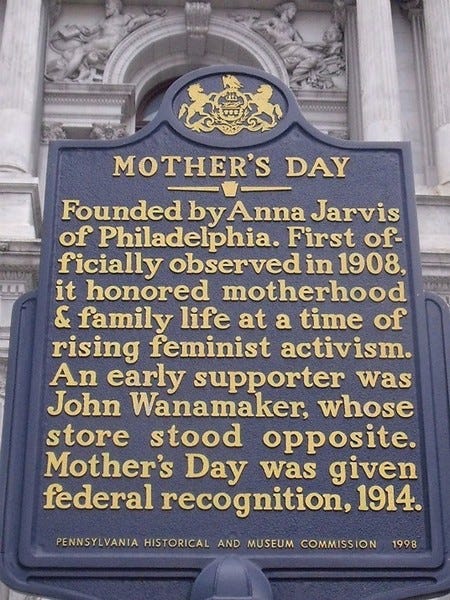 MOTHER'S DAY
Founded by Anna Jarvis
of Philadelphia. First of-
ficially observed in 1908,
it honored motherhood
& family life at a time of
rising feminist activism.
An early supporter was
John Wanamaker, whose
store stood opposite.
Mother's Day was given
federal recognition, 1914.
PENNSYLVANIA HISTORICAL AND MUSEUM COMMISSION 1998